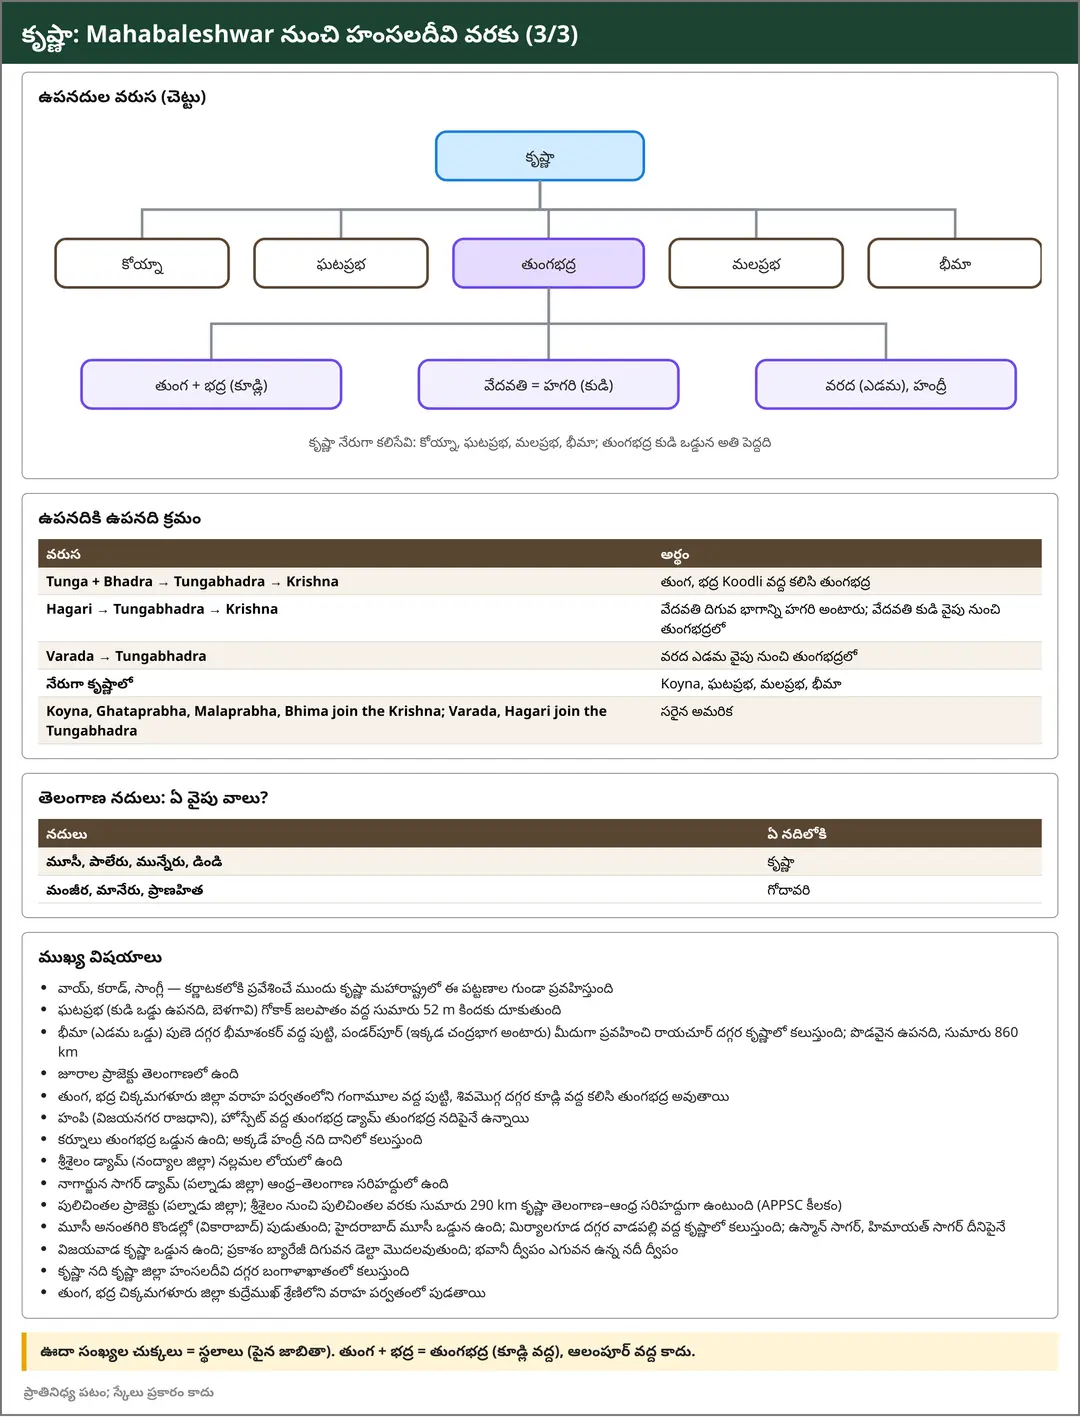 కృష్ణా: Mahabaleshwar నుంచి హంసలదీవి వరకు (3/3)
ఉపనదుల వరుస (చెట్టు)
కృష్ణా
కోయ్నా
ఘటప్రభ
తుంగభద్ర
మలప్రభ
భీమా
తుంగ + భద్ర (కూడ్లి)
వేదవతి = హగరి (కుడి)
వరద (ఎడమ), హంద్రీ
కృష్ణా నేరుగా కలిసేవి: కోయ్నా, ఘటప్రభ, మలప్రభ, భీమా; తుంగభద్ర కుడి ఒడ్డున అతి పెద్దది
ఉపనదికి ఉపనది క్రమం
వరుస
అర్థం
Tunga + Bhadra → Tungabhadra → Krishna
తుంగ, భద్ర Koodli వద్ద కలిసి తుంగభద్ర
Hagari → Tungabhadra → Krishna
వేదవతి దిగువ భాగాన్ని హగరి అంటారు; వేదవతి కుడి వైపు నుంచి
తుంగభద్రలో
Varada → Tungabhadra
వరద ఎడమ వైపు నుంచి తుంగభద్రలో
నేరుగా కృష్ణాలో
Koyna, ఘటప్రభ, మలప్రభ, భీమా
Koyna, Ghataprabha, Malaprabha, Bhima join the Krishna; Varada, Hagari join the
Tungabhadra
సరైన అమరిక
తెలంగాణ నదులు: ఏ వైపు వాలు?
నదులు
ఏ నదిలోకి
మూసీ, పాలేరు, మున్నేరు, డిండి
కృష్ణా
మంజీర, మానేరు, ప్రాణహిత
గోదావరి
ముఖ్య విషయాలు
• వాయ్, కరాడ్, సాంగ్లీ — కర్ణాటకలోకి ప్రవేశించే ముందు కృష్ణా మహారాష్ట్రలో ఈ పట్టణాల గుండా ప్రవహిస్తుంది
• ఘటప్రభ (కుడి ఒడ్డు ఉపనది, బెళగావి) గోకాక్ జలపాతం వద్ద సుమారు 52 m కిందకు దూకుతుంది
• భీమా (ఎడమ ఒడ్డు) పుణె దగ్గర భీమాశంకర్ వద్ద పుట్టి, పండర్‌పూర్ (ఇక్కడ చంద్రభాగ అంటారు) మీదుగా ప్రవహించి రాయచూర్ దగ్గర కృష్ణాలో కలుస్తుంది; పొడవైన ఉపనది, సుమారు 860
km
• జూరాల ప్రాజెక్టు తెలంగాణలో ఉంది
• తుంగ, భద్ర చిక్కమగళూరు జిల్లా వరాహ పర్వతంలోని గంగామూల వద్ద పుట్టి, శివమొగ్గ దగ్గర కూడ్లి వద్ద కలిసి తుంగభద్ర అవుతాయి
• హంపి (విజయనగర రాజధాని), హోస్పేట్ వద్ద తుంగభద్ర డ్యామ్ తుంగభద్ర నదిపైనే ఉన్నాయి
• కర్నూలు తుంగభద్ర ఒడ్డున ఉంది; అక్కడే హంద్రీ నది దానిలో కలుస్తుంది
• శ్రీశైలం డ్యామ్ (నంద్యాల జిల్లా) నల్లమల లోయలో ఉంది
• నాగార్జున సాగర్ డ్యామ్ (పల్నాడు జిల్లా) ఆంధ్ర–తెలంగాణ సరిహద్దులో ఉంది
• పులిచింతల ప్రాజెక్టు (పల్నాడు జిల్లా); శ్రీశైలం నుంచి పులిచింతల వరకు సుమారు 290 km కృష్ణా తెలంగాణ–ఆంధ్ర సరిహద్దుగా ఉంటుంది (APPSC కీలకం)
• మూసీ అనంతగిరి కొండల్లో (వికారాబాద్) పుడుతుంది; హైదరాబాద్ మూసీ ఒడ్డున ఉంది; మిర్యాలగూడ దగ్గర వాడపల్లి వద్ద కృష్ణాలో కలుస్తుంది; ఉస్మాన్ సాగర్, హిమాయత్ సాగర్ దీనిపైనే
• విజయవాడ కృష్ణా ఒడ్డున ఉంది; ప్రకాశం బ్యారేజీ దిగువన డెల్టా మొదలవుతుంది; భవానీ ద్వీపం ఎగువన ఉన్న నదీ ద్వీపం
• కృష్ణా నది కృష్ణా జిల్లా హంసలదీవి దగ్గర బంగాళాఖాతంలో కలుస్తుంది
• తుంగ, భద్ర చిక్కమగళూరు జిల్లా కుద్రేముఖ్ శ్రేణిలోని వరాహ పర్వతంలో పుడతాయి
ఊదా సంఖ్యల చుక్కలు = స్థలాలు (పైన జాబితా). తుంగ + భద్ర = తుంగభద్ర (కూడ్లి వద్ద), ఆలంపూర్ వద్ద కాదు.
ప్రాతినిధ్య పటం; స్కేలు ప్రకారం కాదు